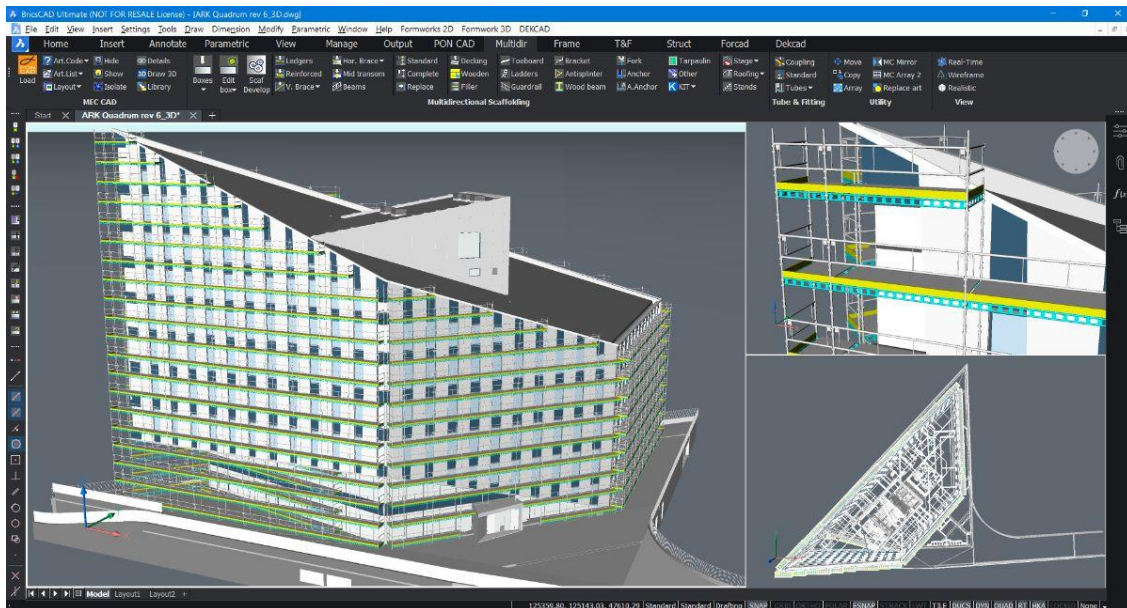 BricsCAD Ultimate (NOT FOR RESALE License) - [ARK Quadrum rev 6_3D.dwg]
File Edit View Insert Settings Tools Draw Dimension Modify Parametric Window Help Formworks 2D Formwork 3D DEKCAD
Home Insert Annotate Parametric View Manage Output PON CAD Multidir Frame T&F Struct Forcad Dekcad
Art.Code Hide Details Ledgers Hor. Brace Standard Decking Toeboard Bracket Fork Tarpaulin Stage Coupling Move MC Mirror Real-Time
Load Art.List Show Draw 3D Boxes Edit box Scaf Develop Reinforced Mid transom Complete Wooden Ladders Antisplinter Anchor Other Roofing Standard Copy MC Array 2 Wireframe
Layout Isolate Library V. Brace Beams Replace Filler Guardrail Wood beam A.Anchor KIT Stends Tubes Array Replace art Realistic
MEC CAD Multidirectional Scaffolding Tube & Fitting Utility View
Start ARK Quadrum rev 6_3D*
Model Layout1 Layout2
125359.80, 125143.03, 47610.29 Standard Standard Drafting SNAP GRID ORTHO POLAR ESNAP STRACK LWT TILE DUCS DYN QUAD RT HKA None